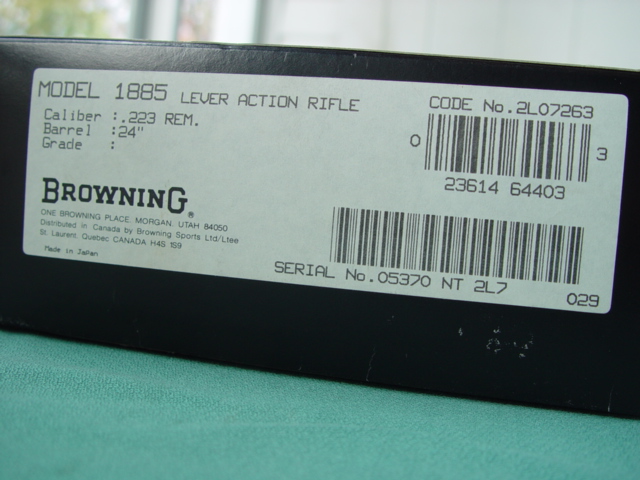 MODEL 1885 LEVER ACTION RIFLE
Caliber :.223 REM.
Barrel :24"
Grade :
CODE No.2L07263
0 3
23614 64403
BROWNING®
ONE BROWNING PLACE, MORGAN, UTAH 84050
Distributed in Canada by Browning Sports Ltd/Ltee
St. Laurent, Quebec CANADA H4S 1S9
Made in Japan
SERIAL No.05370 NT 2L7
029